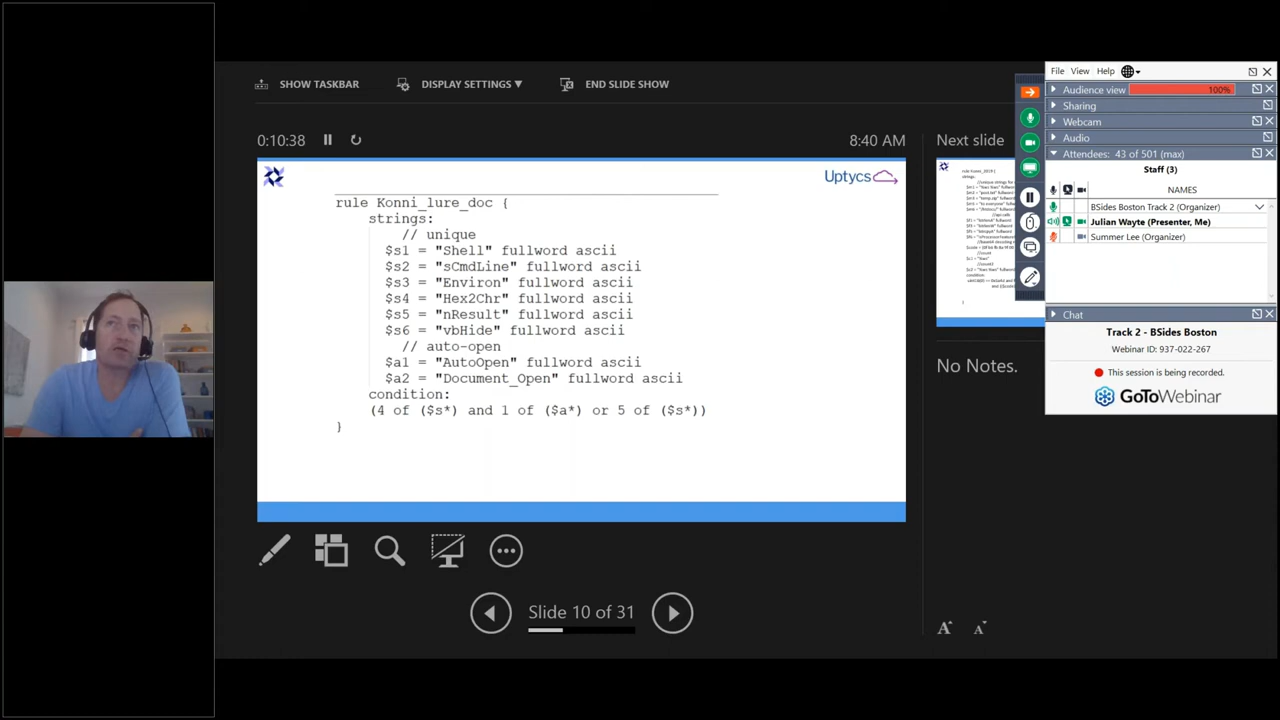 SHOW TASKBAR
DISPLAY SETTINGS ▼
END SLIDE SHOW
0:10:38
8:40 AM
Uptycs
rule Konni_lure_doc {
strings:
// unique
$s1 = "Shell" fullword ascii
$s2 = "sCmdLine" fullword ascii
$s3 = "Environ" fullword ascii
$s4 = "Hex2Chr" fullword ascii
$s5 = "nResult" fullword ascii
$s6 = "vbHide" fullword ascii
// auto-open
$a1 = "AutoOpen" fullword ascii
$a2 = "Document_Open" fullword ascii
condition:
(4 of ($s*) and 1 of ($a*) or 5 of ($s*))
}
Slide 10 of 31
Next slide
No Notes.
A A
File View Help
Audience view 100%
Sharing
Webcam
Audio
Attendees: 43 of 501 (max)
Staff (3)
NAMES
BSides Boston Track 2 (Organizer)
Julian Wayte (Presenter, Me)
Summer Lee (Organizer)
Chat
Track 2 - BSides Boston
Webinar ID: 937-022-267
This session is being recorded.
GoToWebinar